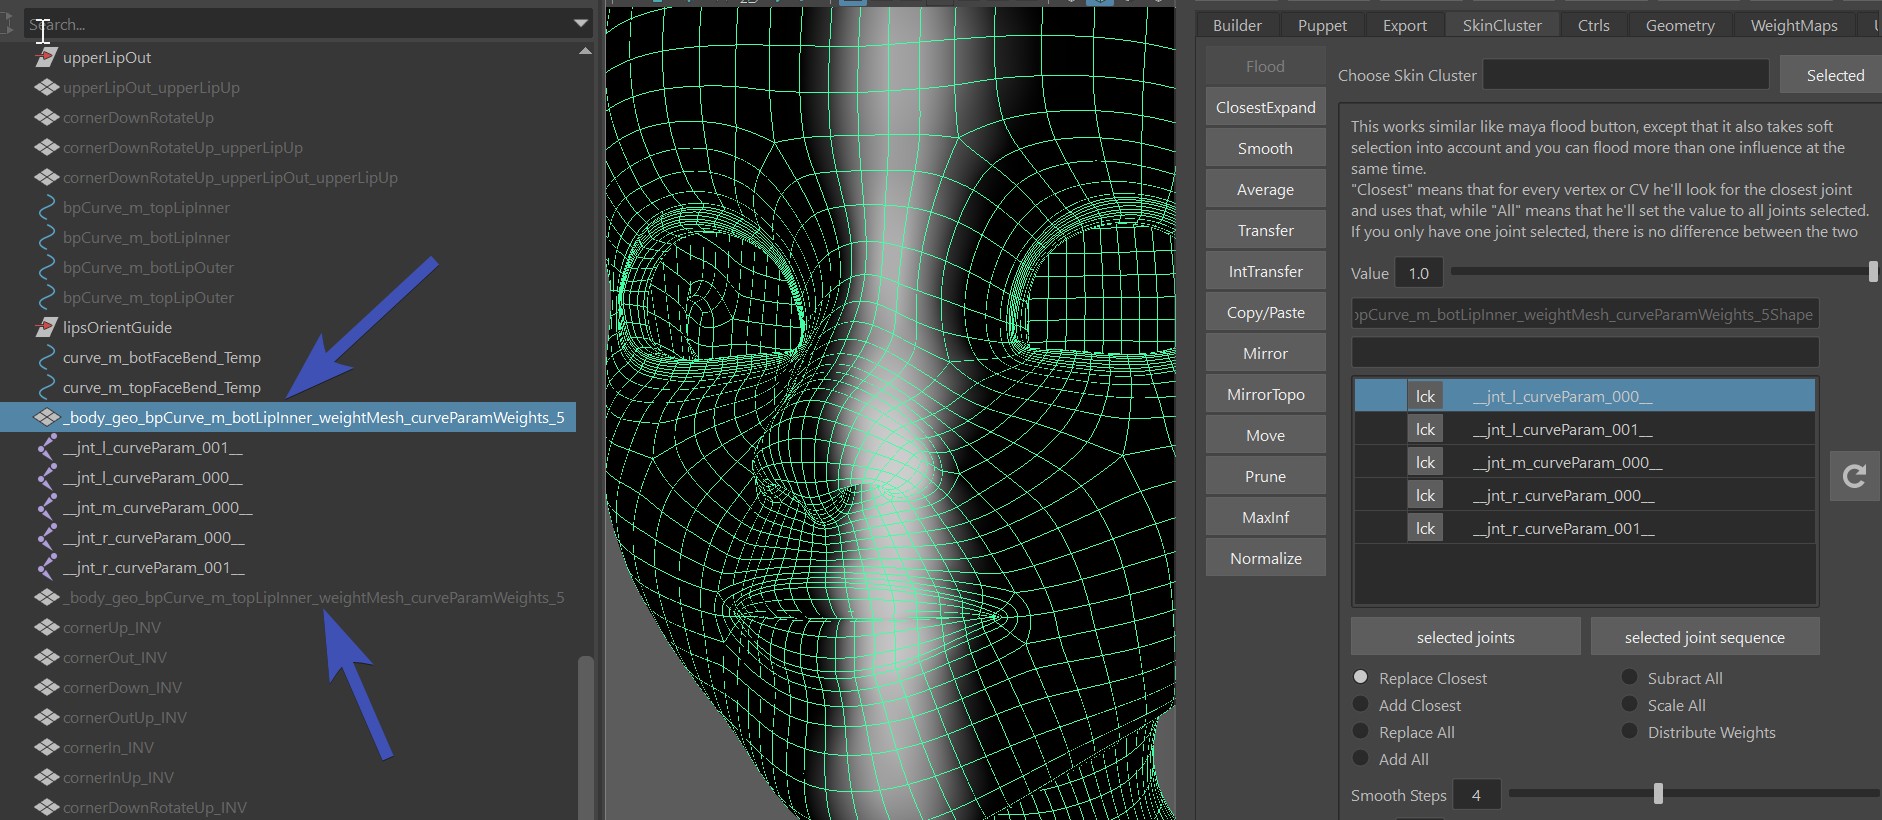 Search...
upperLipOut
upperLipOut_upperLipUp
cornerDownRotateUp
cornerDownRotateUp_upperLipUp
cornerDownRotateUp_upperLipOut_upperLipUp
bpCurve_m_topLipInner
bpCurve_m_botLipInner
bpCurve_m_botLipOuter
bpCurve_m_topLipOuter
lipsOrientGuide
curve_m_botFaceBend_Temp
curve_m_topFaceBend_Temp
_body_geo_bpCurve_m_botLipInner_weightMesh_curveParamWeights_5
__jnt_l_curveParam_001__
__jnt_l_curveParam_000__
__jnt_m_curveParam_000__
__jnt_r_curveParam_000__
__jnt_r_curveParam_001__
_body_geo_bpCurve_m_topLipInner_weightMesh_curveParamWeights_5
cornerUp_INV
cornerOut_INV
cornerDown_INV
cornerOutUp_INV
cornerIn_INV
cornerInUp_INV
cornerDownRotateUp_INV
Builder Puppet Export SkinCluster Ctrls Geometry WeightMaps
Flood
ClosestExpand
Smooth
Average
Transfer
IntTransfer
Copy/Paste
Mirror
MirrorTopo
Move
Prune
MaxInf
Normalize
Choose Skin Cluster Selected
This works similar like maya flood button, except that it also takes soft
selection into account and you can flood more than one influence at the
same time.
"Closest" means that for every vertex or CV he'll look for the closest joint
and uses that, while "All" means that he'll set the value to all joints selected.
If you only have one joint selected, there is no difference between the two
Value 1.0
pCurve_m_botLipInner_weightMesh_curveParamWeights_5Shape
lck __jnt_l_curveParam_000__
lck __jnt_l_curveParam_001__
lck __jnt_m_curveParam_000__
lck __jnt_r_curveParam_000__
lck __jnt_r_curveParam_001__
selected joints selected joint sequence
Replace Closest Subract All
Add Closest Scale All
Replace All Distribute Weights
Add All
Smooth Steps 4